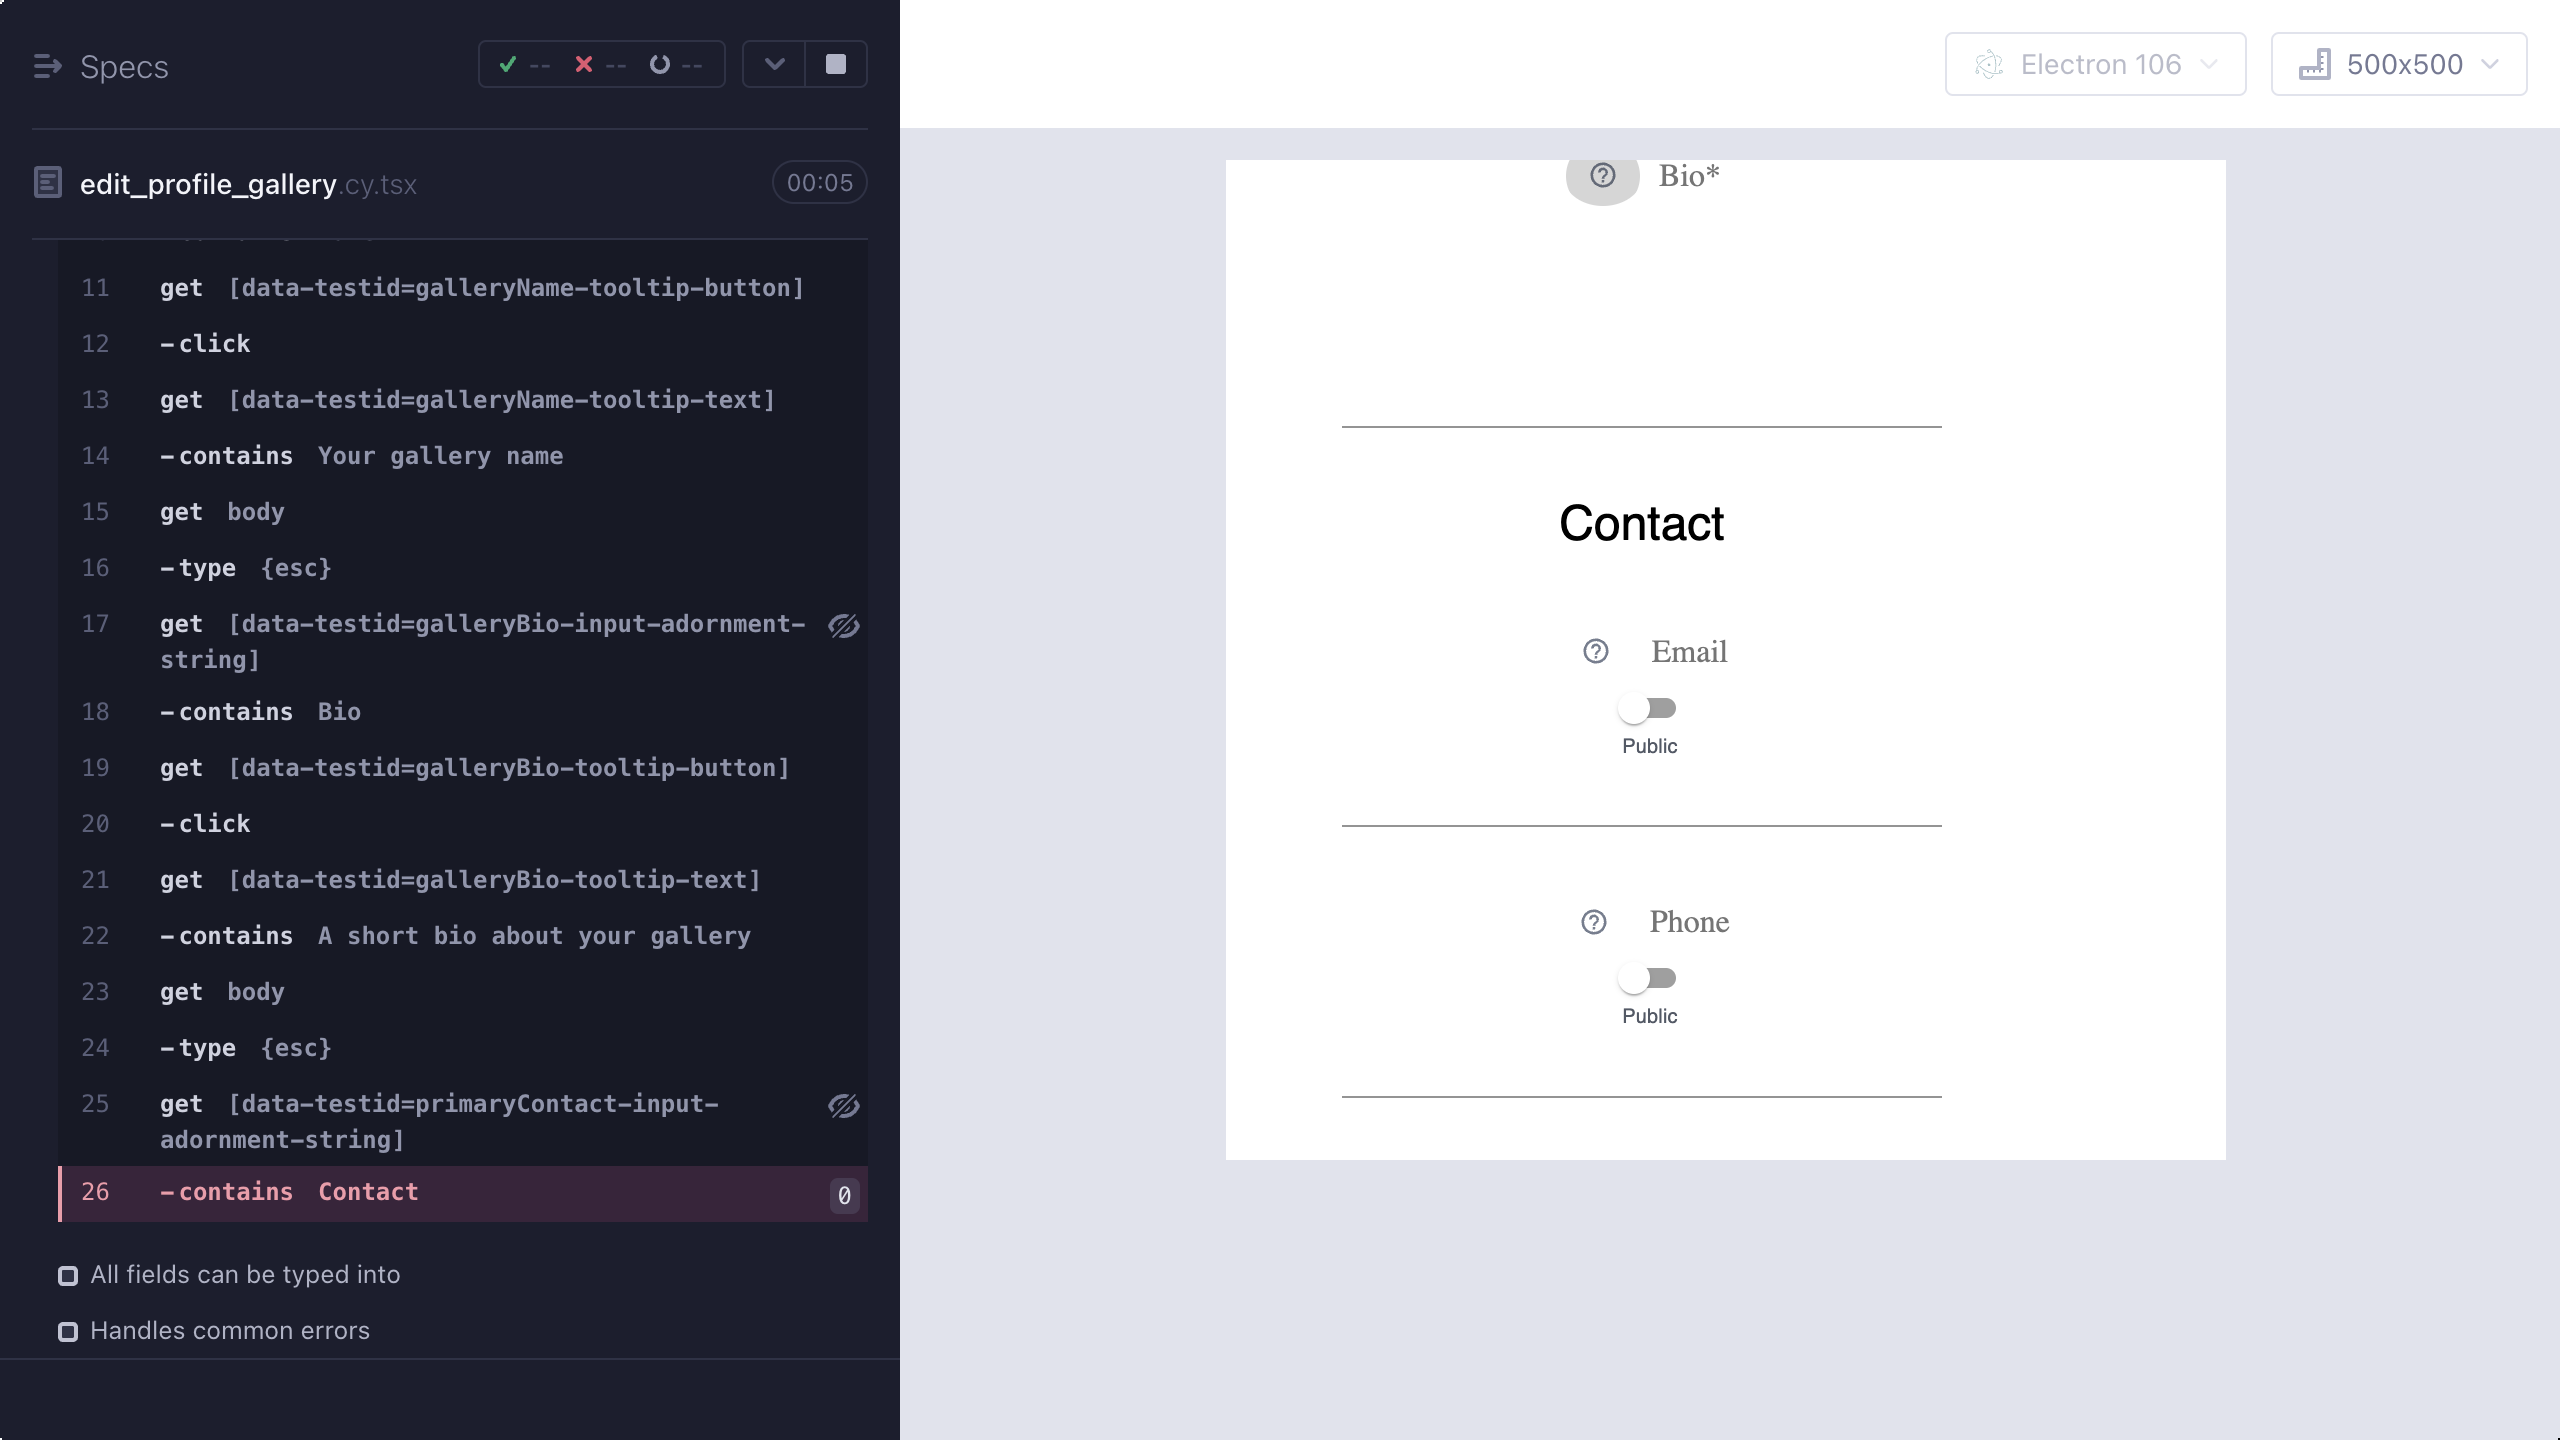 Specs
-- -- --
edit_profile_gallery.cy.tsx 00:05
11 get [data-testid=galleryName-tooltip-button]
12 -click
13 get [data-testid=galleryName-tooltip-text]
14 -contains Your gallery name
15 get body
16 -type {esc}
17 get [data-testid=galleryBio-input-adornment-
string]
18 -contains Bio
19 get [data-testid=galleryBio-tooltip-button]
20 -click
21 get [data-testid=galleryBio-tooltip-text]
22 -contains A short bio about your gallery
23 get body
24 -type {esc}
25 get [data-testid=primaryContact-input-
adornment-string]
26 -contains Contact 0
All fields can be typed into
Handles common errors
Electron 106
500x500
Bio*
Contact
Email
Public
Phone
Public